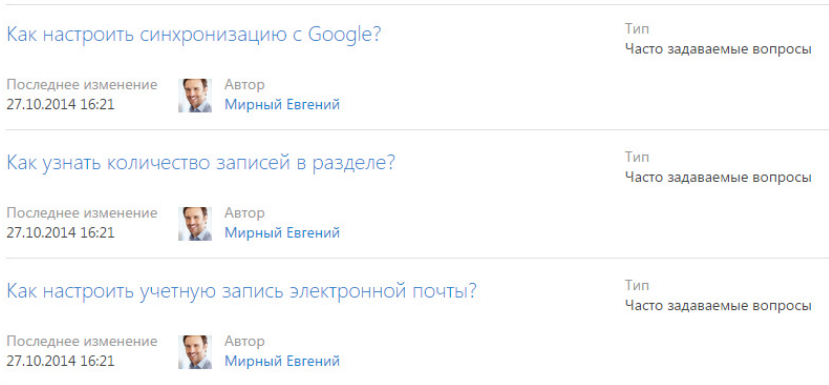 Как настроить синхронизацию с Google?
Тип
Часто задаваемые вопросы
Последнее изменение
27.10.2014 16:21
Автор
Мирный Евгений
Как узнать количество записей в разделе?
Тип
Часто задаваемые вопросы
Последнее изменение
27.10.2014 16:21
Автор
Мирный Евгений
Как настроить учетную запись электронной почты?
Тип
Часто задаваемые вопросы
Последнее изменение
27.10.2014 16:21
Автор
Мирный Евгений